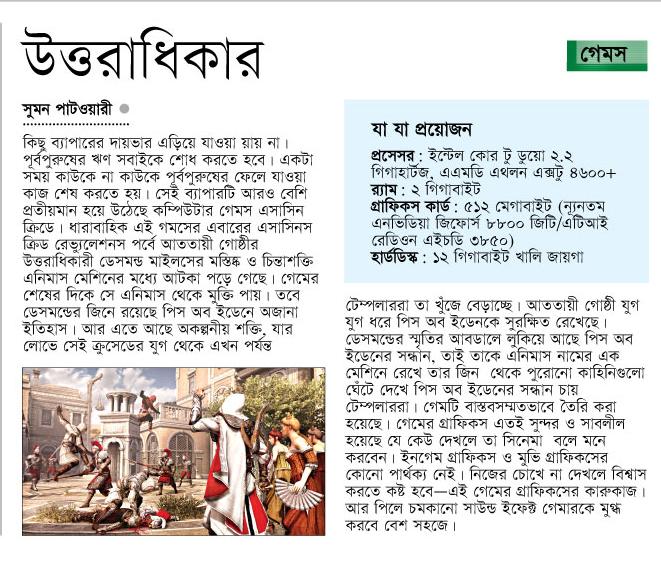 উত্তরাধিকার
গেমস
সুমন পাটওয়ারী
কিছু ব্যাপারের দায়ভার এড়িয়ে যাওয়া যায় না।
পূর্বপুরুষের ঋণ সবাইকে শোধ করতে হবে। একটা
সময় কাউকে না কাউকে পূর্বপুরুষের ফেলে যাওয়া
কাজ শেষ করতে হয়। সেই ব্যাপারটি আরও বেশি
প্রতীয়মান হয়ে উঠেছে কম্পিউটার গেমস এসাসিন
ক্রিডে। ধারাবাহিক এই গমসের এবারের এসাসিনস
ক্রিড রেভ্যুলেশনস পর্বে আততায়ী গোষ্ঠীর
উত্তরাধিকারী ডেসমন্ড মাইলসের মস্তিষ্ক ও চিন্তাশক্তি
এনিমাস মেশিনের মধ্যে আটকা পড়ে গেছে। গেমের
শেষের দিকে সে এনিমাস থেকে মুক্তি পায়। তবে
ডেসমন্ডের জিনে রয়েছে পিস অব ইডেনে অজানা
ইতিহাস। আর এতে আছে অকল্পনীয় শক্তি, যার
লোভে সেই ক্রুসেডের যুগ থেকে এখন পর্যন্ত
যা যা প্রয়োজন
প্রসেসর : ইন্টেল কোর টু ডুয়ো ২.২
গিগাহার্টজ, এএমডি এথলন এক্সটু ৪৬০০+
র‍্যাম : ২ গিগাবাইট
গ্রাফিকস কার্ড : ৫১২ মেগাবাইট (ন্যূনতম
এনভিডিয়া জিফোর্স ৮৮০০ জিটি/এটিআই
রেডিওন এইচডি ৩৮৫০)
হার্ডডিস্ক : ১২ গিগাবাইট খালি জায়গা
টেম্পলাররা তা খুঁজে বেড়াচ্ছে। আততায়ী গোষ্ঠী যুগ
যুগ ধরে পিস অব ইডেনকে সুরক্ষিত রেখেছে।
ডেসমন্ডের স্মৃতির আবডালে লুকিয়ে আছে পিস অব
ইডেনের সন্ধান, তাই তাকে এনিমাস নামের এক
মেশিনে রেখে তার জিন থেকে পুরোনো কাহিনিগুলো
ঘেঁটে দেখে পিস অব ইডেনের সন্ধান চায়
টেম্পলাররা। গেমটি বাস্তবসম্মতভাবে তৈরি করা
হয়েছে। গেমের গ্রাফিকস এতই সুন্দর ও সাবলীল
হয়েছে যে কেউ দেখলে তা সিনেমা বলে মনে
করবেন। ইনগেম গ্রাফিকস ও মুভি গ্রাফিকসের
কোনো পার্থক্য নেই। নিজের চোখে না দেখলে বিশ্বাস
করতে কষ্ট হবে—এই গেমের গ্রাফিকসের কারুকাজ।
আর পিলে চমকানো সাউন্ড ইফেক্ট গেমারকে মুগ্ধ
করবে বেশ সহজে।